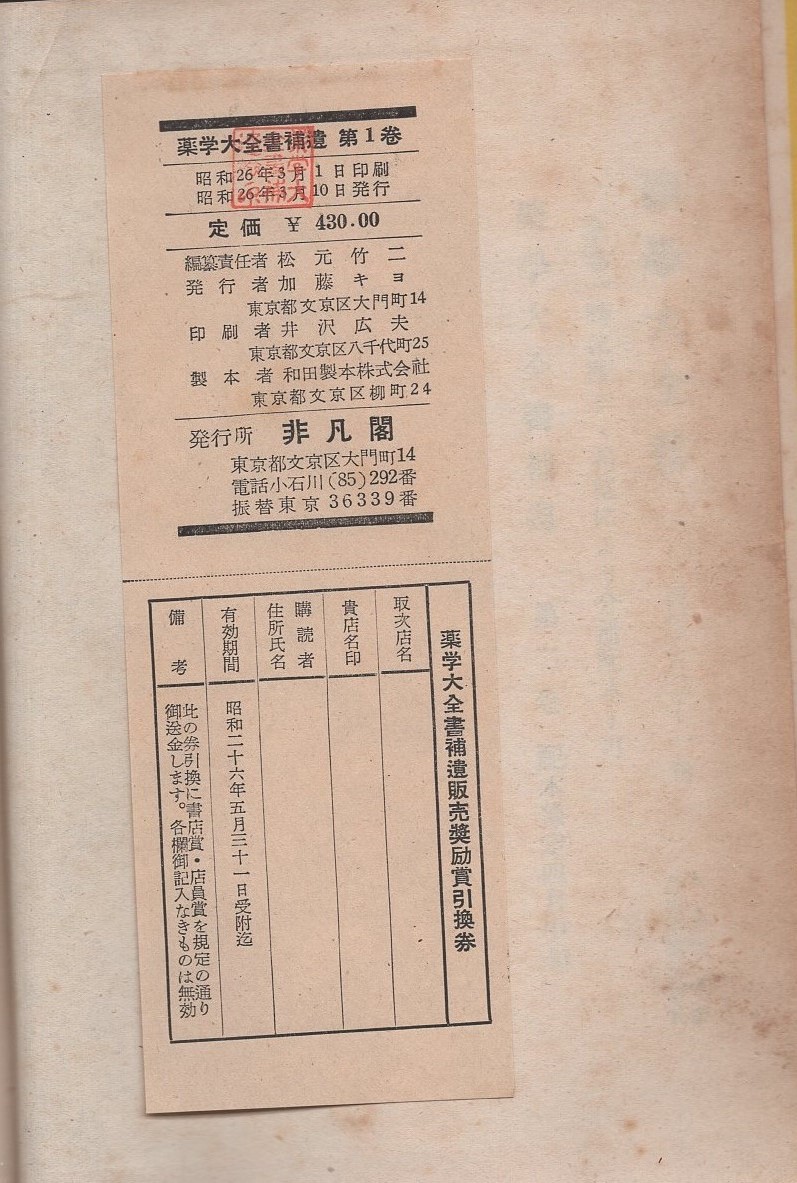 薬学大全書補遺 第1巻
昭和26年3月1日印刷
昭和26年3月10日発行
定価 ¥ 430.00
編纂責任者 松元竹二
発行者 加藤キヨ
東京都文京区大門町14
印刷者 井沢広夫
東京都文京区八千代町25
製本者 和田製本株式会社
東京都文京区柳町24
発行所 非凡閣
東京都文京区大門町14
電話小石川(85)292番
振替東京36339番
薬学大全書補遺販売奨励賞引換券
取次店名
貴店名印
購読者
住所氏名
有効期間
昭和二十六年五月三十一日受附迄
備考
此の券引換に書店賞・店員賞を規定の通り
御送金します。各欄御記入なきものは無効